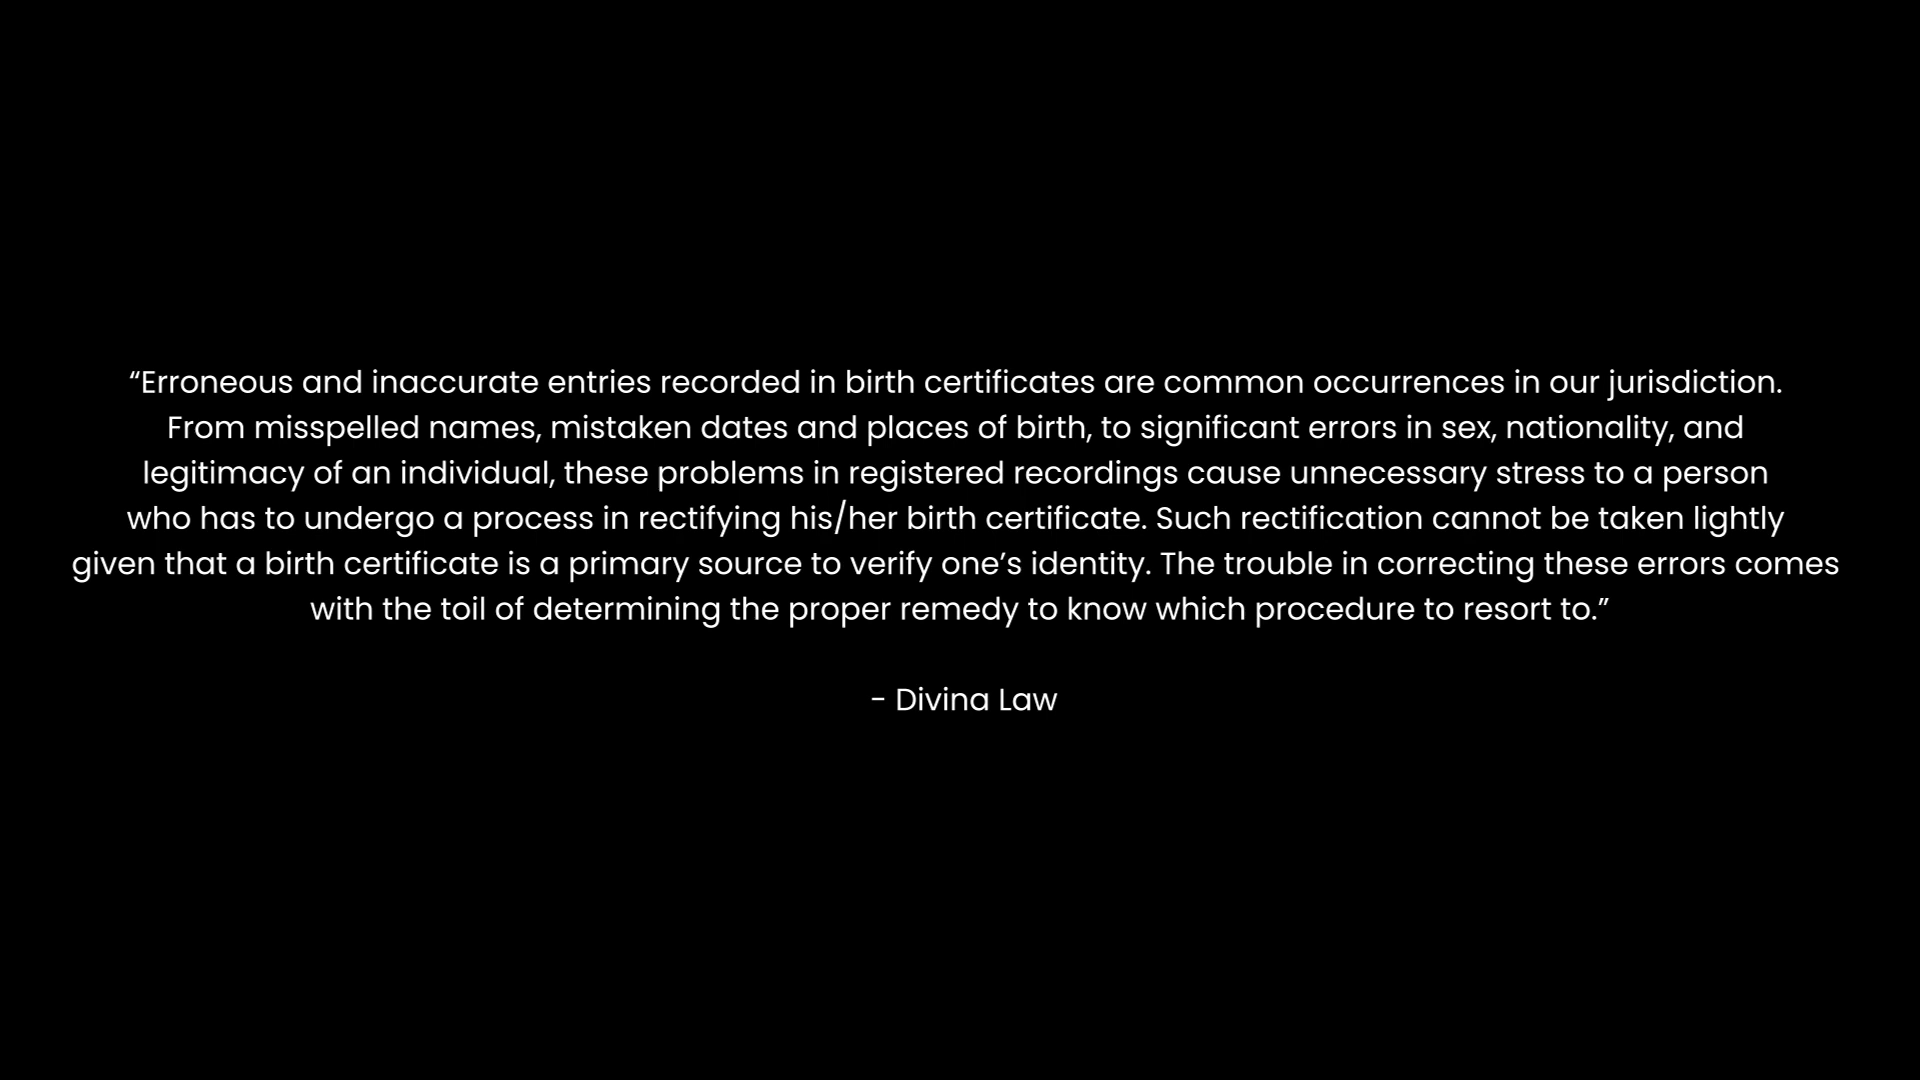 “Erroneous and inaccurate entries recorded in birth certificates are common occurrences in our jurisdiction.
From misspelled names, mistaken dates and places of birth, to significant errors in sex, nationality, and
legitimacy of an individual, these problems in registered recordings cause unnecessary stress to a person
who has to undergo a process in rectifying his/her birth certificate. Such rectification cannot be taken lightly
given that a birth certificate is a primary source to verify one’s identity. The trouble in correcting these errors comes
with the toil of determining the proper remedy to know which procedure to resort to.”
- Divina Law